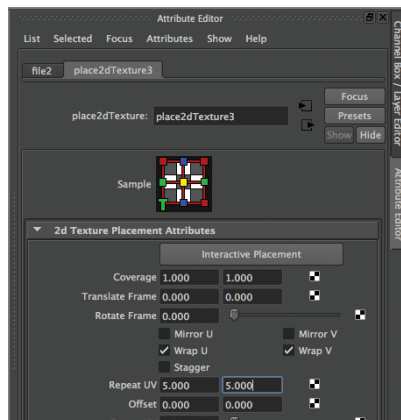 Attribute Editor
List Selected Focus Attributes Show Help
file2 place2dTexture3
Focus
place2dTexture: place2dTexture3
Presets
Show Hide
Sample
T
2d Texture Placement Attributes
Interactive Placement
Coverage 1.000 1.000
Translate Frame 0.000 0.000
Rotate Frame 0.000
Mirror U Mirror V
Wrap U Wrap V
Stagger
Repeat UV 5.000 5.000
Offset 0.000 0.000
Channel Box / Layer Editor
Attribute Editor